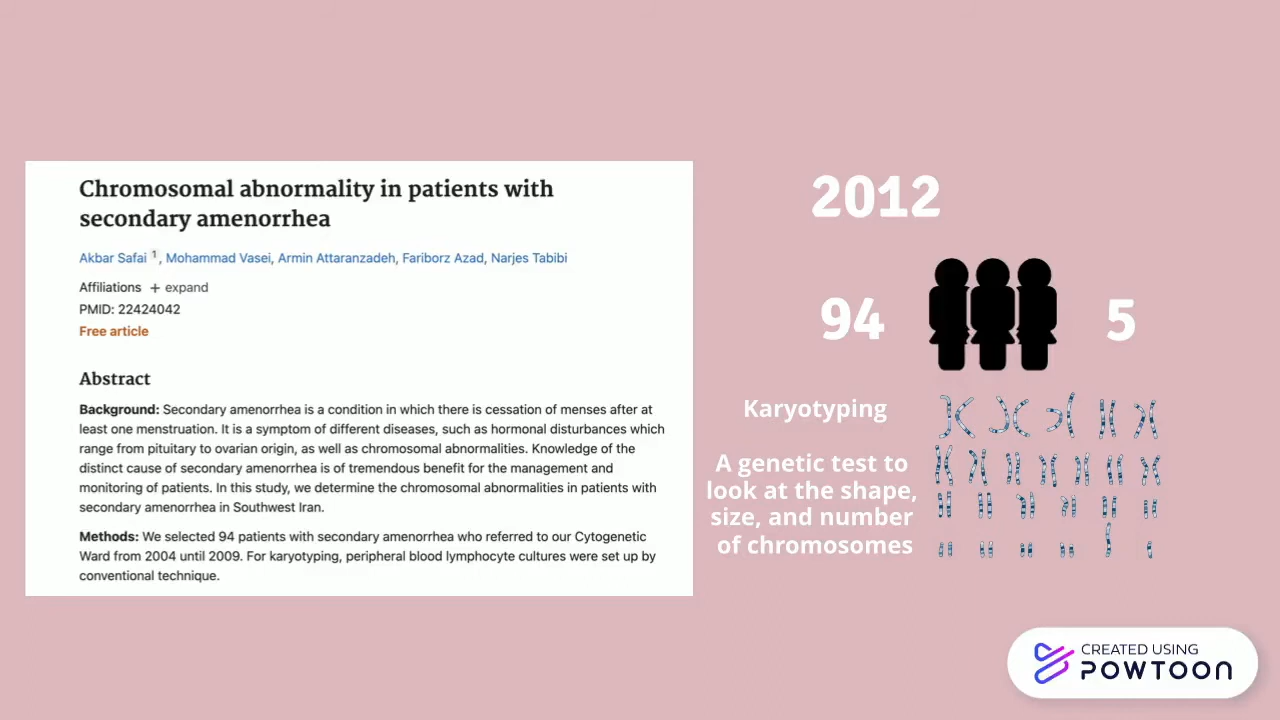 Chromosomal abnormality in patients with
secondary amenorrhea
Akbar Safai 1, Mohammad Vasei, Armin Attaranzadeh, Fariborz Azad, Narjes Tabibi
Affiliations + expand
PMID: 22424042
Free article
Abstract
Background: Secondary amenorrhea is a condition in which there is cessation of menses after at
least one menstruation. It is a symptom of different diseases, such as hormonal disturbances which
range from pituitary to ovarian origin, as well as chromosomal abnormalities. Knowledge of the
distinct cause of secondary amenorrhea is of tremendous benefit for the management and
monitoring of patients. In this study, we determine the chromosomal abnormalities in patients with
secondary amenorrhea in Southwest Iran.
Methods: We selected 94 patients with secondary amenorrhea who referred to our Cytogenetic
Ward from 2004 until 2009. For karyotyping, peripheral blood lymphocyte cultures were set up by
conventional technique.
2012
94
5
Karyotyping
A genetic test to
look at the shape,
size, and number
of chromosomes
CREATED USING
POWTOON